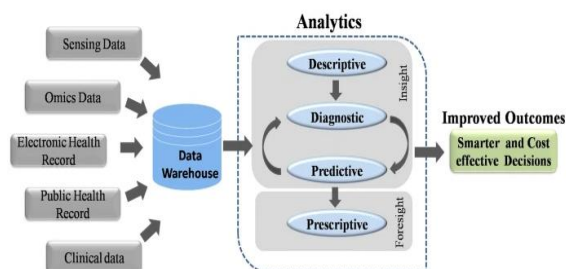 Analytics
Sensing Data
Omics Data
Electronic Health
Record
Public Health
Record
Clinical data
Data
Warehouse
Descriptive
Diagnostic
Predictive
Prescriptive
Insight
Foresight
Improved Outcomes
Smarter and Cost
effective Decisions